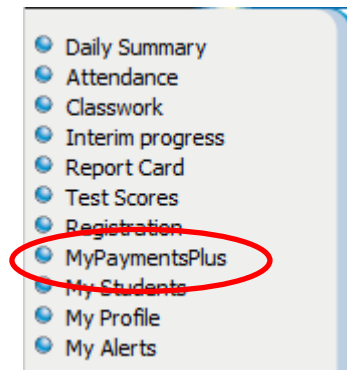 Daily Summary
Attendance
Classwork
Interim progress
Report Card
Test Scores
Registration
MyPaymentsPlus
My Students
My Profile
My Alerts